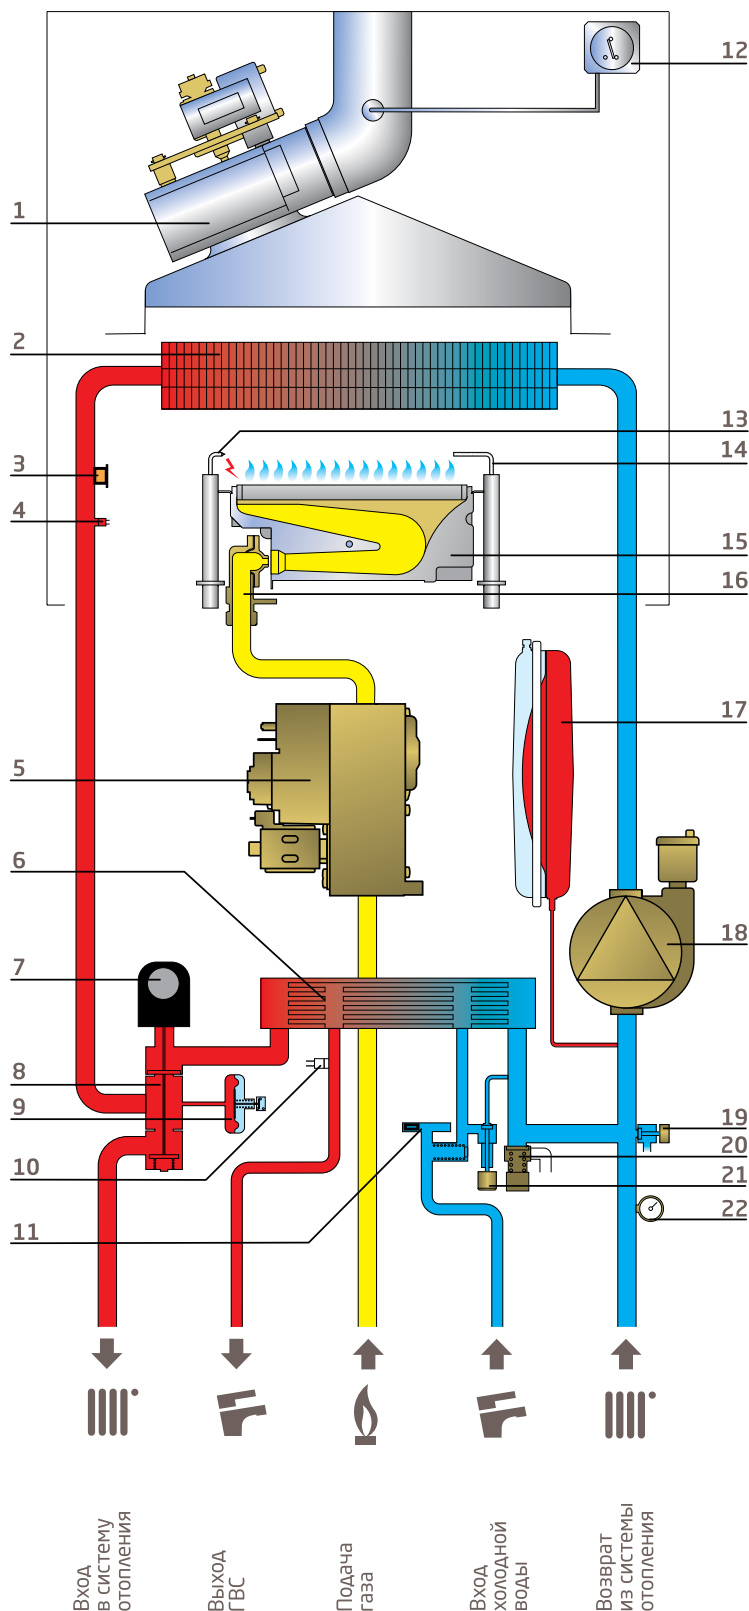 12
1
2
13
3
14
4
15
16
17
5
6
18
7
8
9
19
10
20
21
11
22
Вход
в систему
отопления
Выход
ГВС
Подача
газа
Вход
холодной
воды
Возврат
из системы
отопления